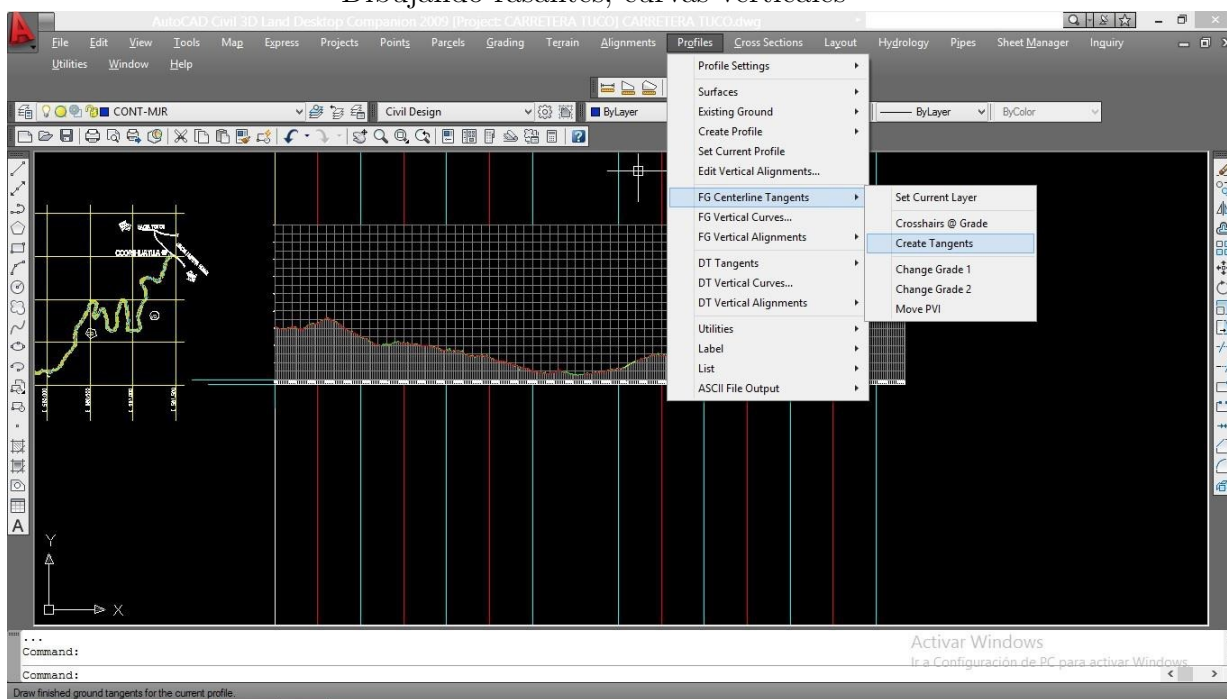 Dibujando rasantes, curvas verticales
AutoCAD Civil 3D Land Desktop Companion 2009 [Project: CARRETERA TUCO] CARRETERA TUCO.dwg
File Edit View Tools Map Express Projects Points Parcels Grading Terrain Alignments Profiles Cross Sections Layout Hydrology Pipes Sheet Manager Inquiry
Utilities Window Help
CONT-MJR
Civil Design
ByLayer
ByLayer
ByColor
Profile Settings
Surfaces
Existing Ground
Create Profile
Set Current Profile
Edit Vertical Alignments...
FG Centerline Tangents
FG Vertical Curves...
FG Vertical Alignments
DT Tangents
DT Vertical Curves...
DT Vertical Alignments
Utilities
Label
List
ASCII File Output
Set Current Layer
Crosshairs @ Grade
Create Tangents
Change Grade 1
Change Grade 2
Move PVI
A
Y
X
...
Command:
Command:
Activar Windows
Ir a Configuración de PC para activar Windows.
Draw finished ground tangents for the current profile.